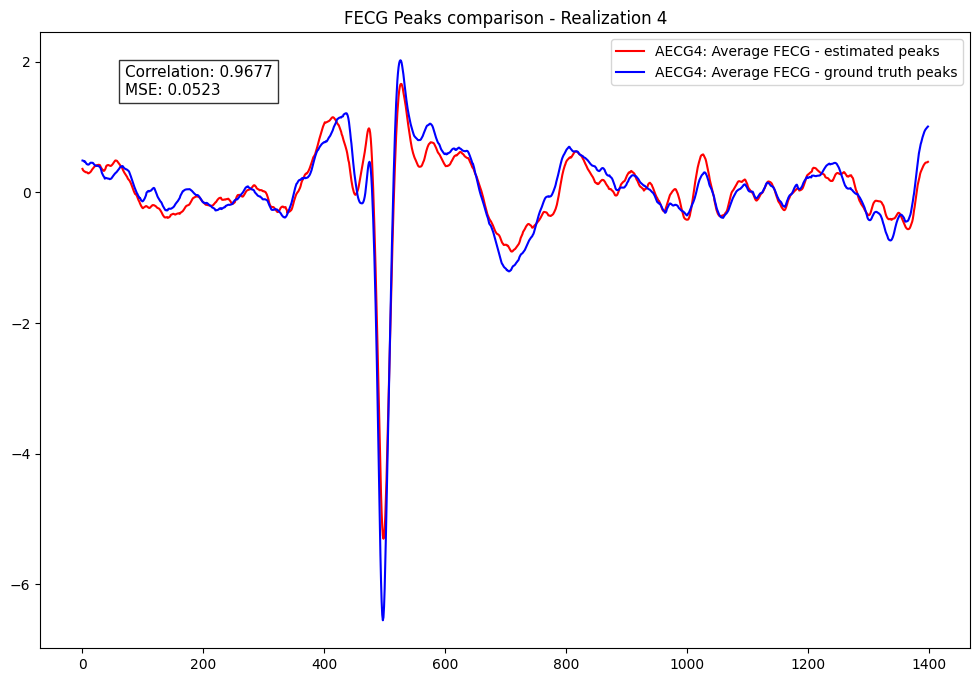 FECG Peaks comparison - Realization 4
AECG4: Average FECG - estimated peaks
AECG4: Average FECG - ground truth peaks
Correlation: 0.9677
MSE: 0.0523
2
0
−2
−4
−6
0 200 400 600 800 1000 1200 1400